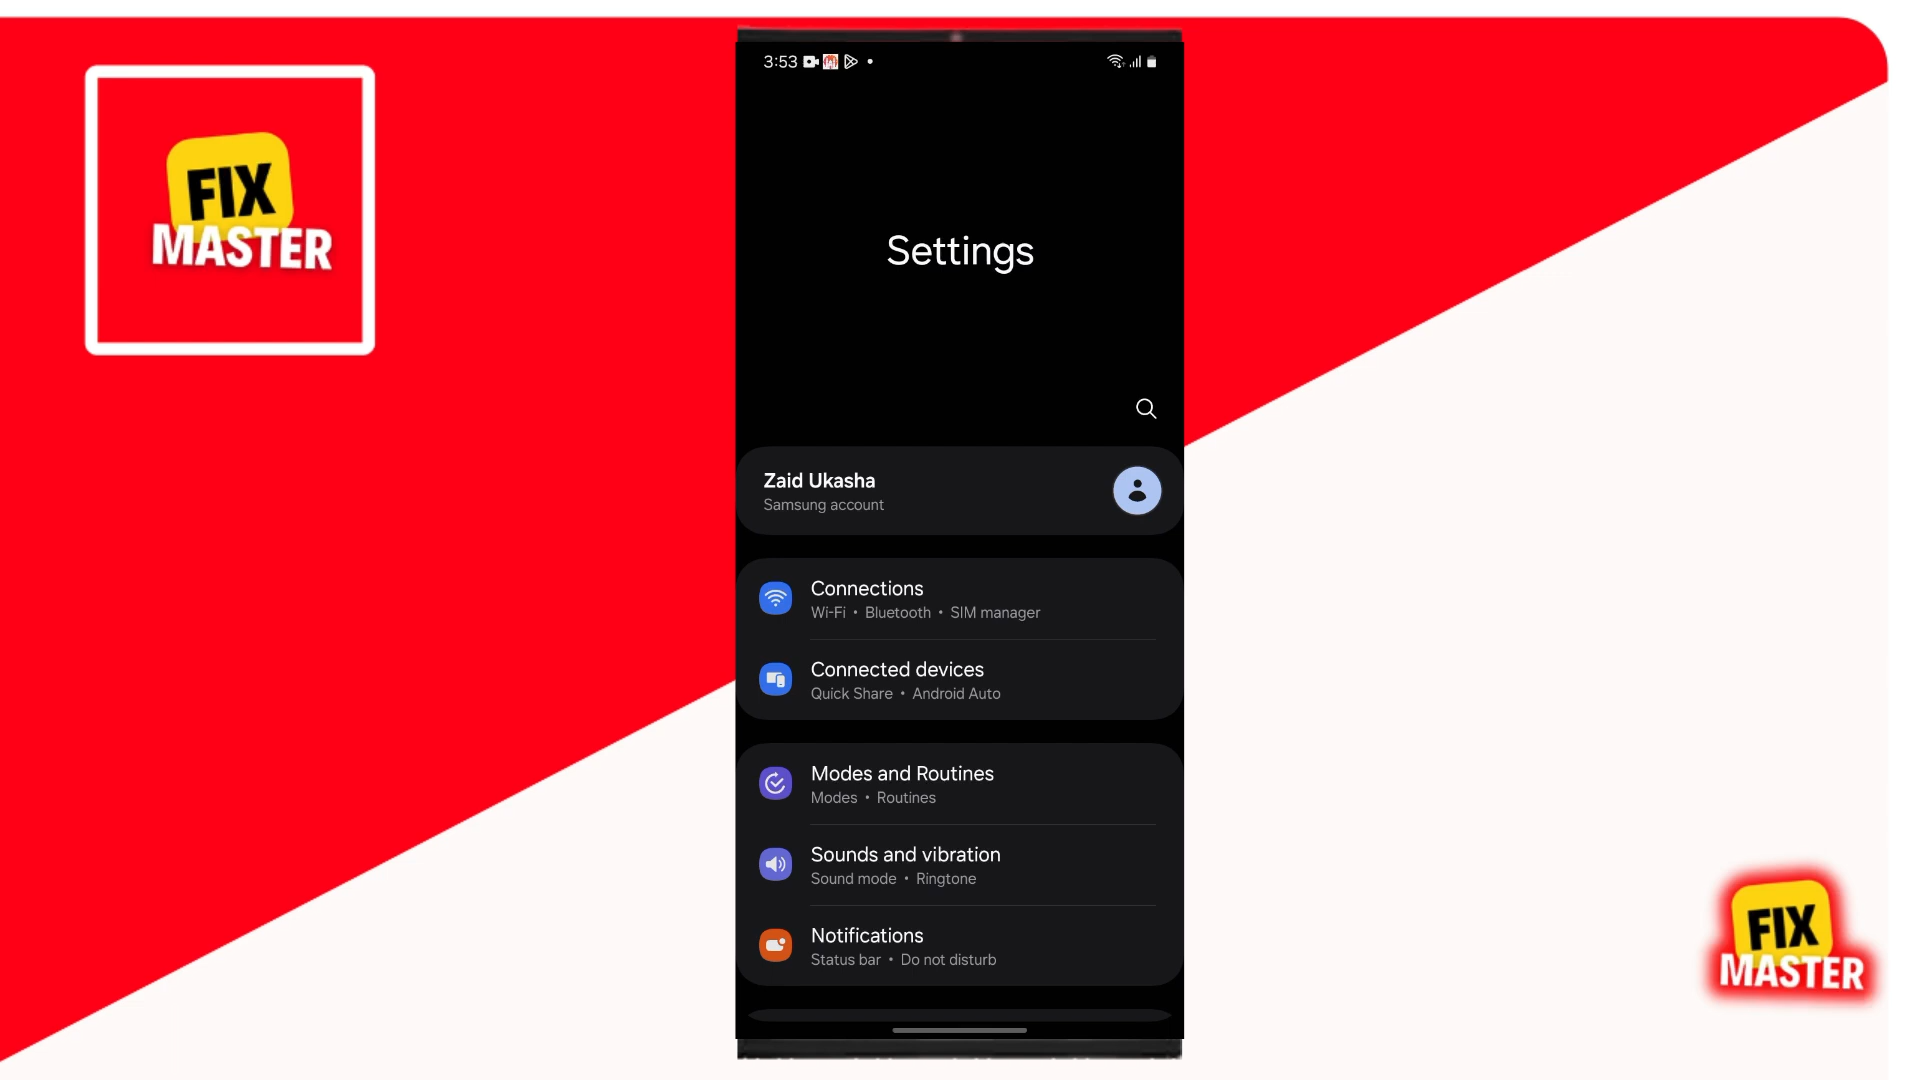 FIX
MASTER
3:53
Settings
Zaid Ukasha
Samsung account
Connections
Wi-Fi • Bluetooth • SIM manager
Connected devices
Quick Share • Android Auto
Modes and Routines
Modes • Routines
Sounds and vibration
Sound mode • Ringtone
Notifications
Status bar • Do not disturb
FIX
MASTER